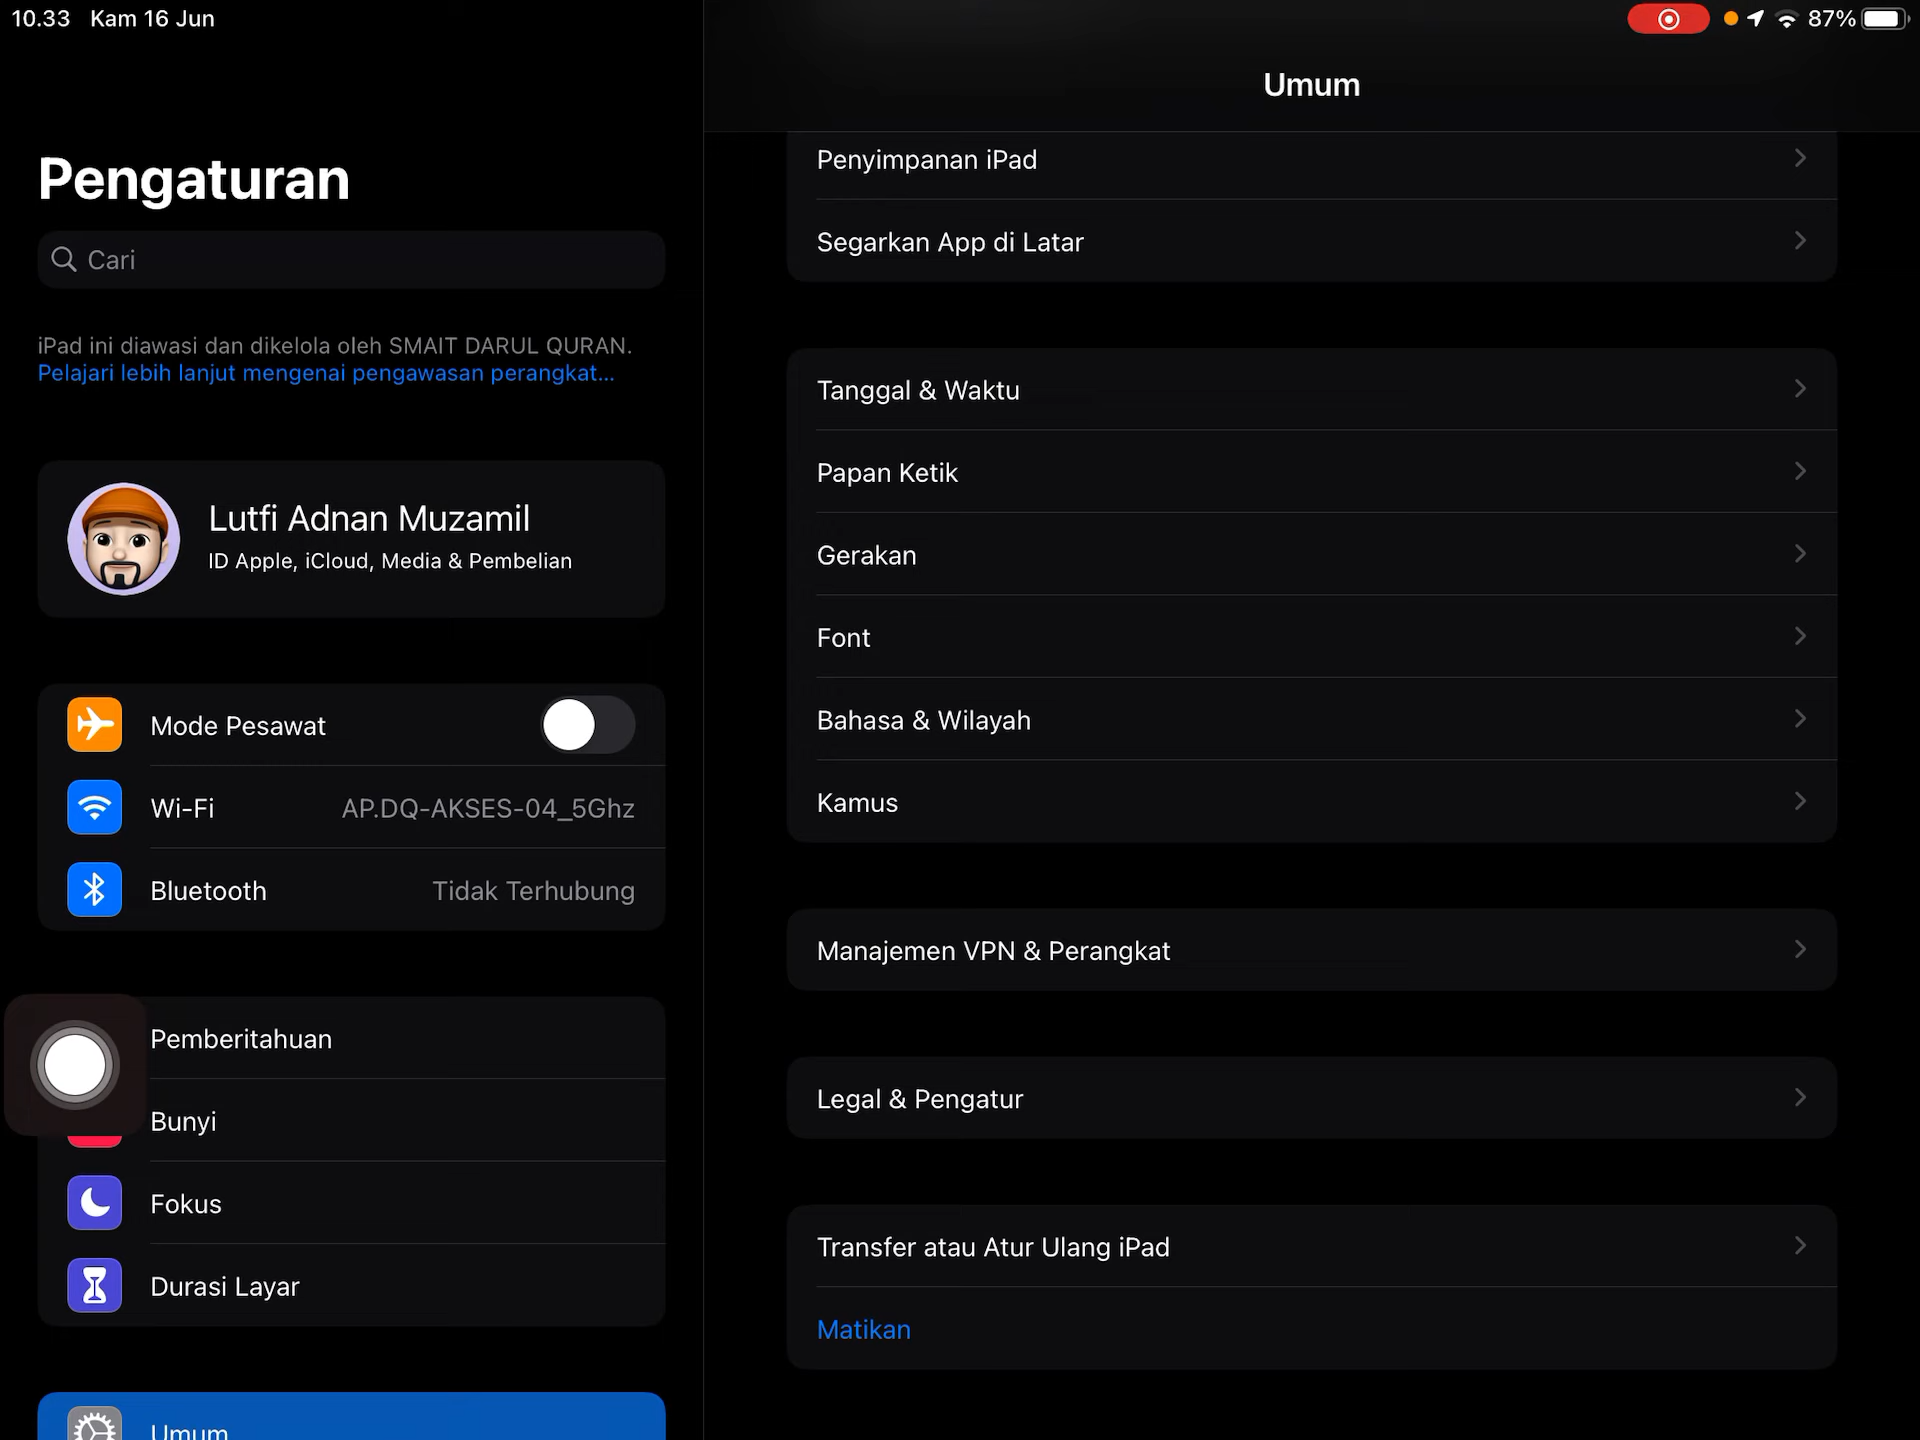 10.33 Kam 16 Jun
87%
Pengaturan
Cari
iPad ini diawasi dan dikelola oleh SMAIT DARUL QURAN.
Pelajari lebih lanjut mengenai pengawasan perangkat...
Lutfi Adnan Muzamil
ID Apple, iCloud, Media & Pembelian
Mode Pesawat
Wi-Fi AP.DQ-AKSES-04_5Ghz
Bluetooth Tidak Terhubung
Pemberitahuan
Bunyi
Fokus
Durasi Layar
Umum
Umum
Penyimpanan iPad
Segarkan App di Latar
Tanggal & Waktu
Papan Ketik
Gerakan
Font
Bahasa & Wilayah
Kamus
Manajemen VPN & Perangkat
Legal & Pengatur
Transfer atau Atur Ulang iPad
Matikan